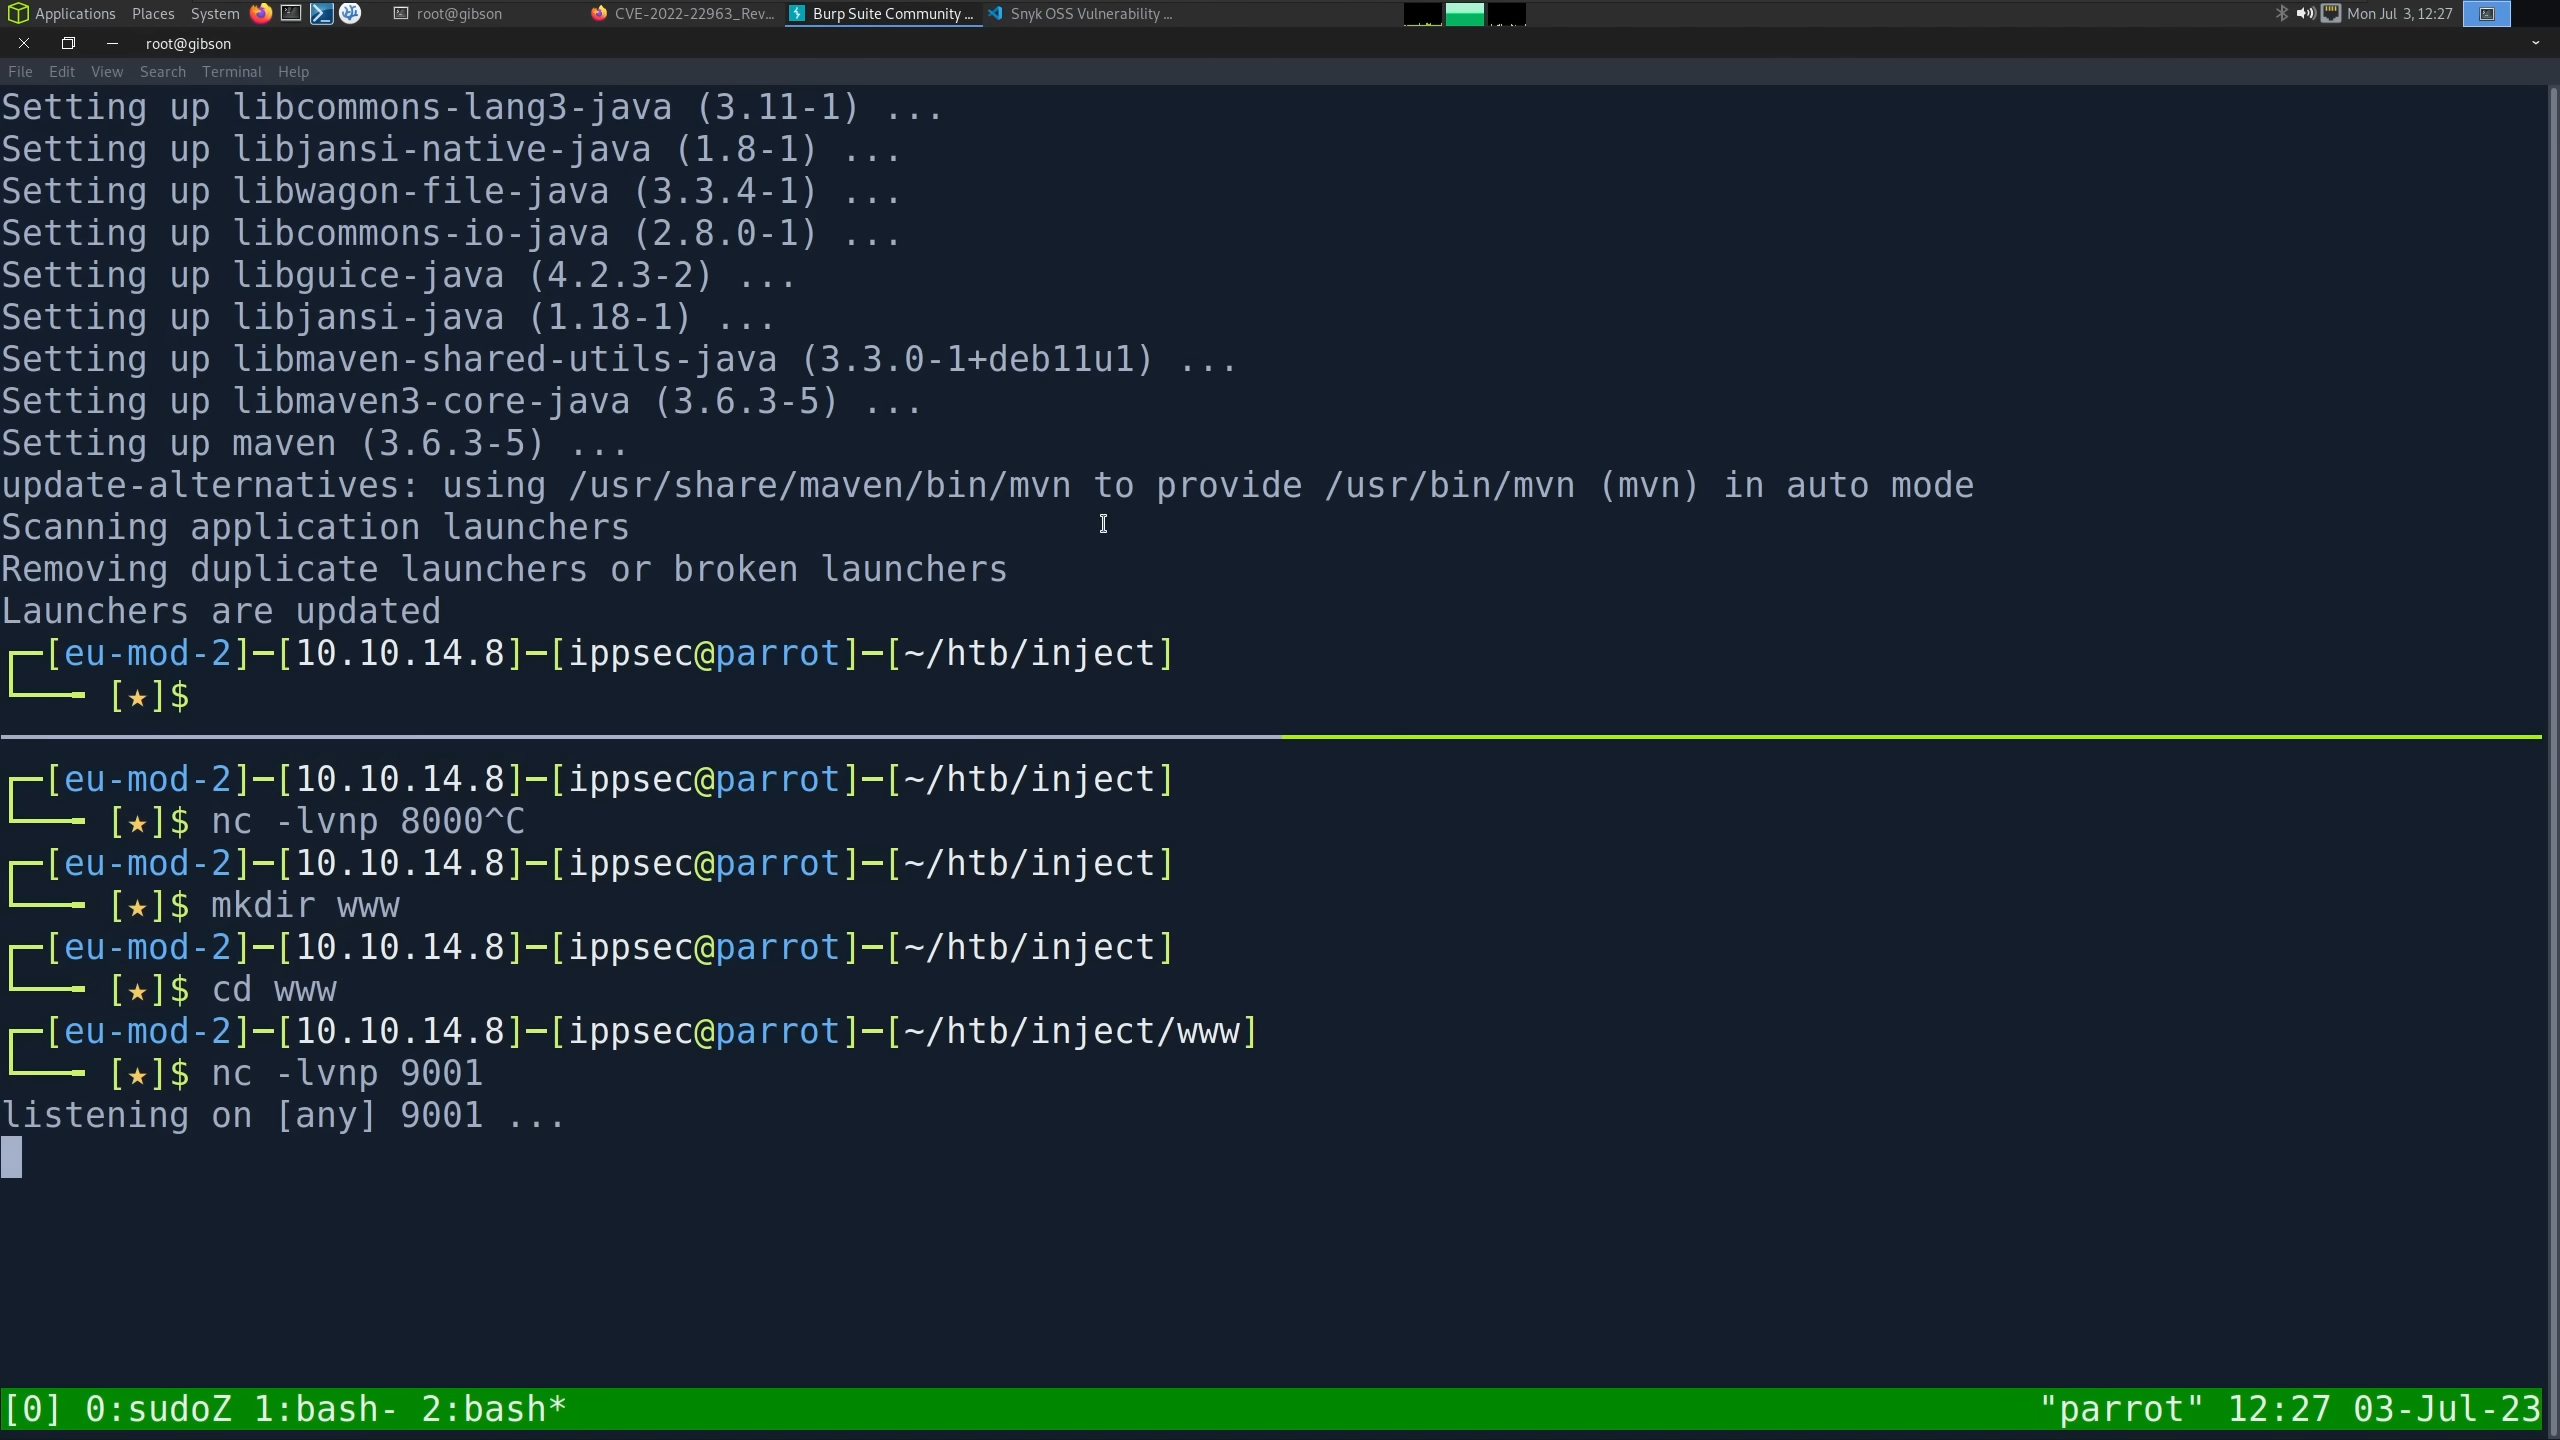 Applications Places System root@gibson CVE-2022-22963_Rev... Burp Suite Community ... Snyk OSS Vulnerability ... Mon Jul 3, 12:27
root@gibson
File Edit View Search Terminal Help
Setting up libcommons-lang3-java (3.11-1) ...
Setting up libjansi-native-java (1.8-1) ...
Setting up libwagon-file-java (3.3.4-1) ...
Setting up libcommons-io-java (2.8.0-1) ...
Setting up libguice-java (4.2.3-2) ...
Setting up libjansi-java (1.18-1) ...
Setting up libmaven-shared-utils-java (3.3.0-1+deb11u1) ...
Setting up libmaven3-core-java (3.6.3-5) ...
Setting up maven (3.6.3-5) ...
update-alternatives: using /usr/share/maven/bin/mvn to provide /usr/bin/mvn (mvn) in auto mode
Scanning application launchers
Removing duplicate launchers or broken launchers
Launchers are updated
┌─[eu-mod-2]─[10.10.14.8]─[ippsec@parrot]─[~/htb/inject]
└──╼ [★]$
┌─[eu-mod-2]─[10.10.14.8]─[ippsec@parrot]─[~/htb/inject]
└──╼ [★]$ nc -lvnp 8000^C
┌─[eu-mod-2]─[10.10.14.8]─[ippsec@parrot]─[~/htb/inject]
└──╼ [★]$ mkdir www
┌─[eu-mod-2]─[10.10.14.8]─[ippsec@parrot]─[~/htb/inject]
└──╼ [★]$ cd www
┌─[eu-mod-2]─[10.10.14.8]─[ippsec@parrot]─[~/htb/inject/www]
└──╼ [★]$ nc -lvnp 9001
listening on [any] 9001 ...
[0] 0:sudoZ 1:bash- 2:bash* "parrot" 12:27 03-Jul-23